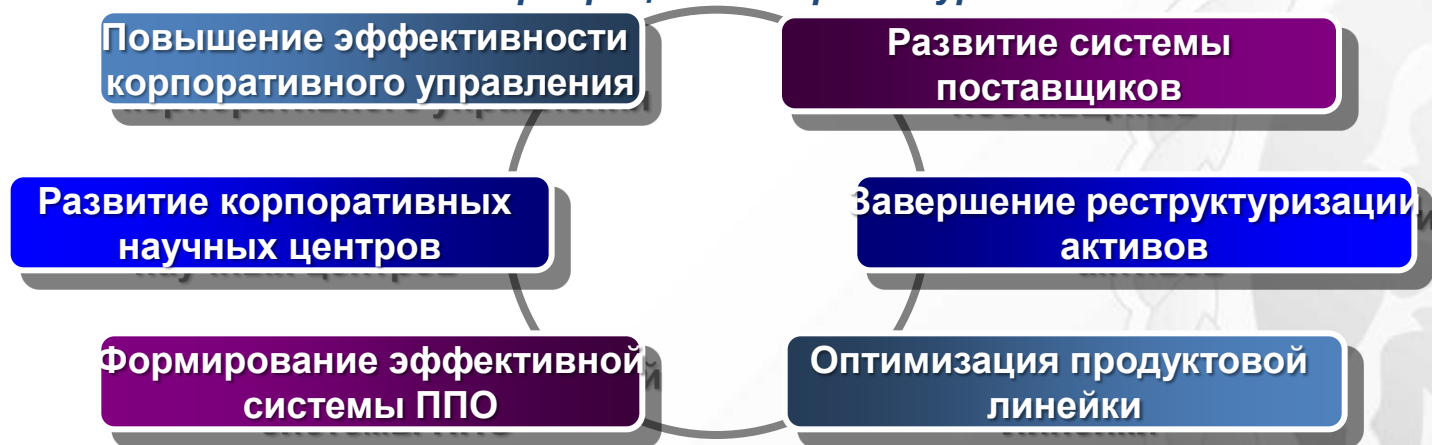 Повышение эффективности
корпоративного управления
Развитие системы
поставщиков
Развитие корпоративных
научных центров
Завершение реструктуризации
активов
Формирование эффективной
системы ППО
Оптимизация продуктовой
линейки